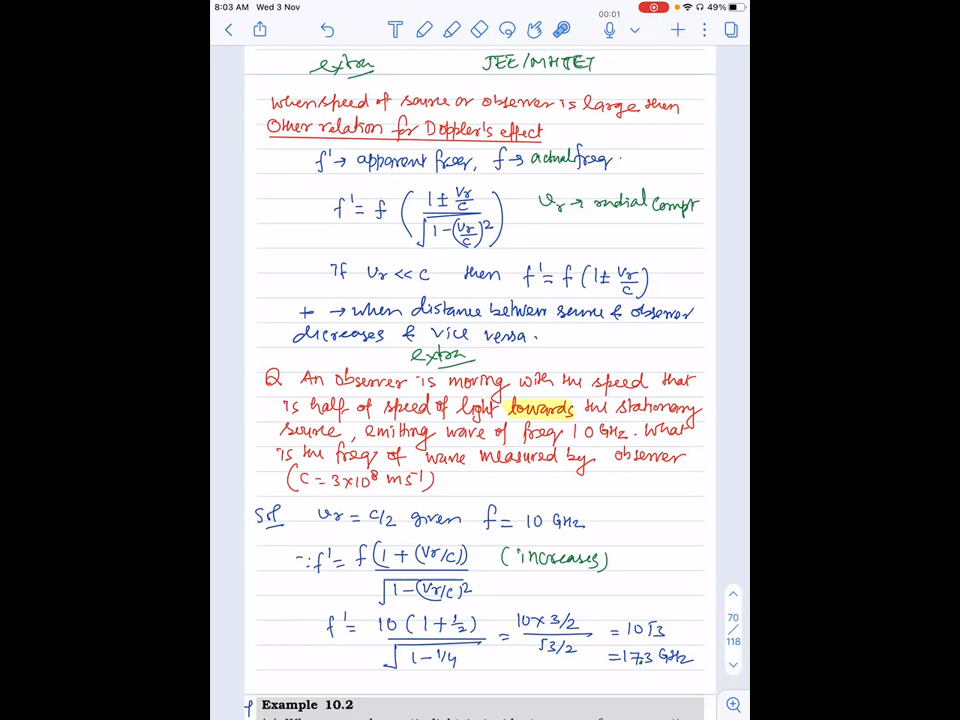 8:03 AM Wed 3 Nov
00:01
49%
extra JEE/MHTCET
When speed of source or observer is large then
Other relation for Doppler's effect
f' → apparent freq, f → actual freq.
f' = f ( (1 ± Vr/C) / √(1 − (Vr/C)²) ) Vr → radial compt
If Vr << C then f' = f (1 ± Vr/C)
+ → when distance between source & observer
dicreases & vice versa.
extra
Q An observer is moving with the speed that
is half of speed of light towards the stationary
source, emitting wave of freq 10 GHz. What
is the freq of wave measured by observer
(C = 3×10⁸ ms⁻¹)
Sol Vr = C/2 given f = 10 GHz
∵ f' = f(1 + (Vr/C)) / √(1 − (Vr/C)²) (increases)
f' = 10 (1 + 1/2) / √(1 − 1/4) = (10 × 3/2) / (√3/2) = 10√3
= 17.3 GHz
70
118
Example 10.2